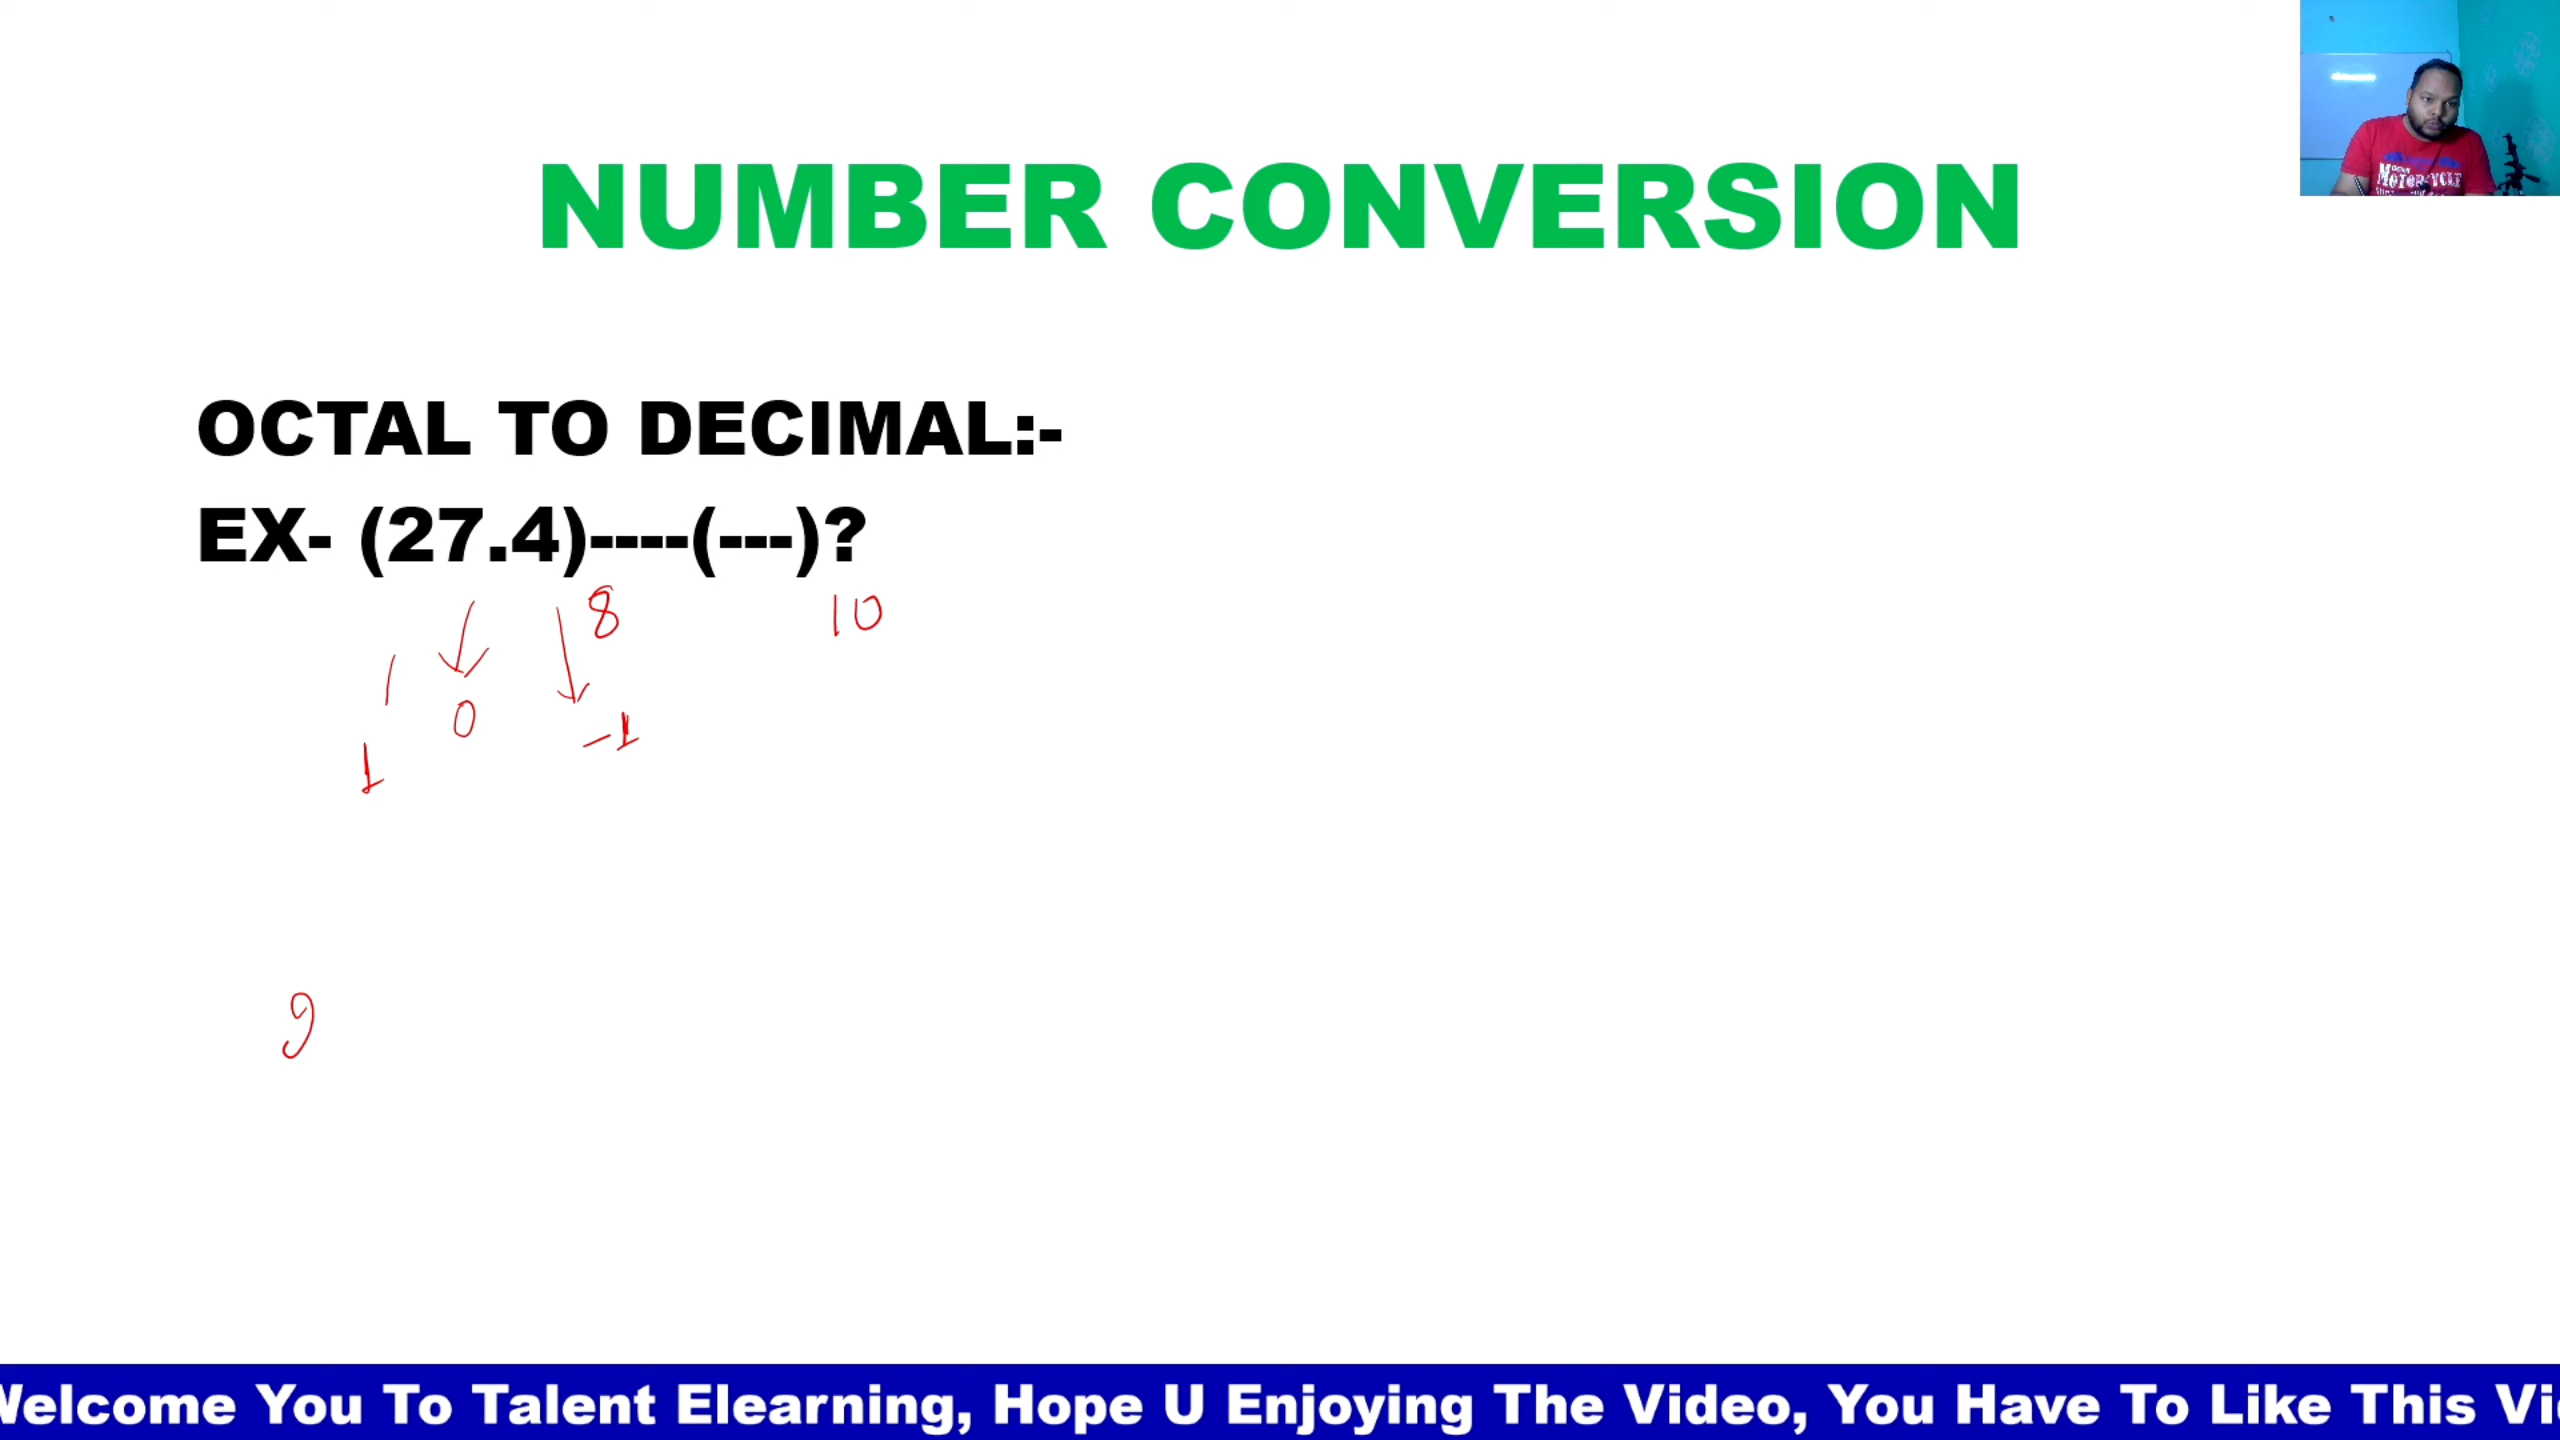 NUMBER CONVERSION
OCTAL TO DECIMAL:-
EX- (27.4)----(---)?
8 10
0 -1
1
9
Welcome You To Talent Elearning, Hope U Enjoying The Video, You Have To Like This Vi